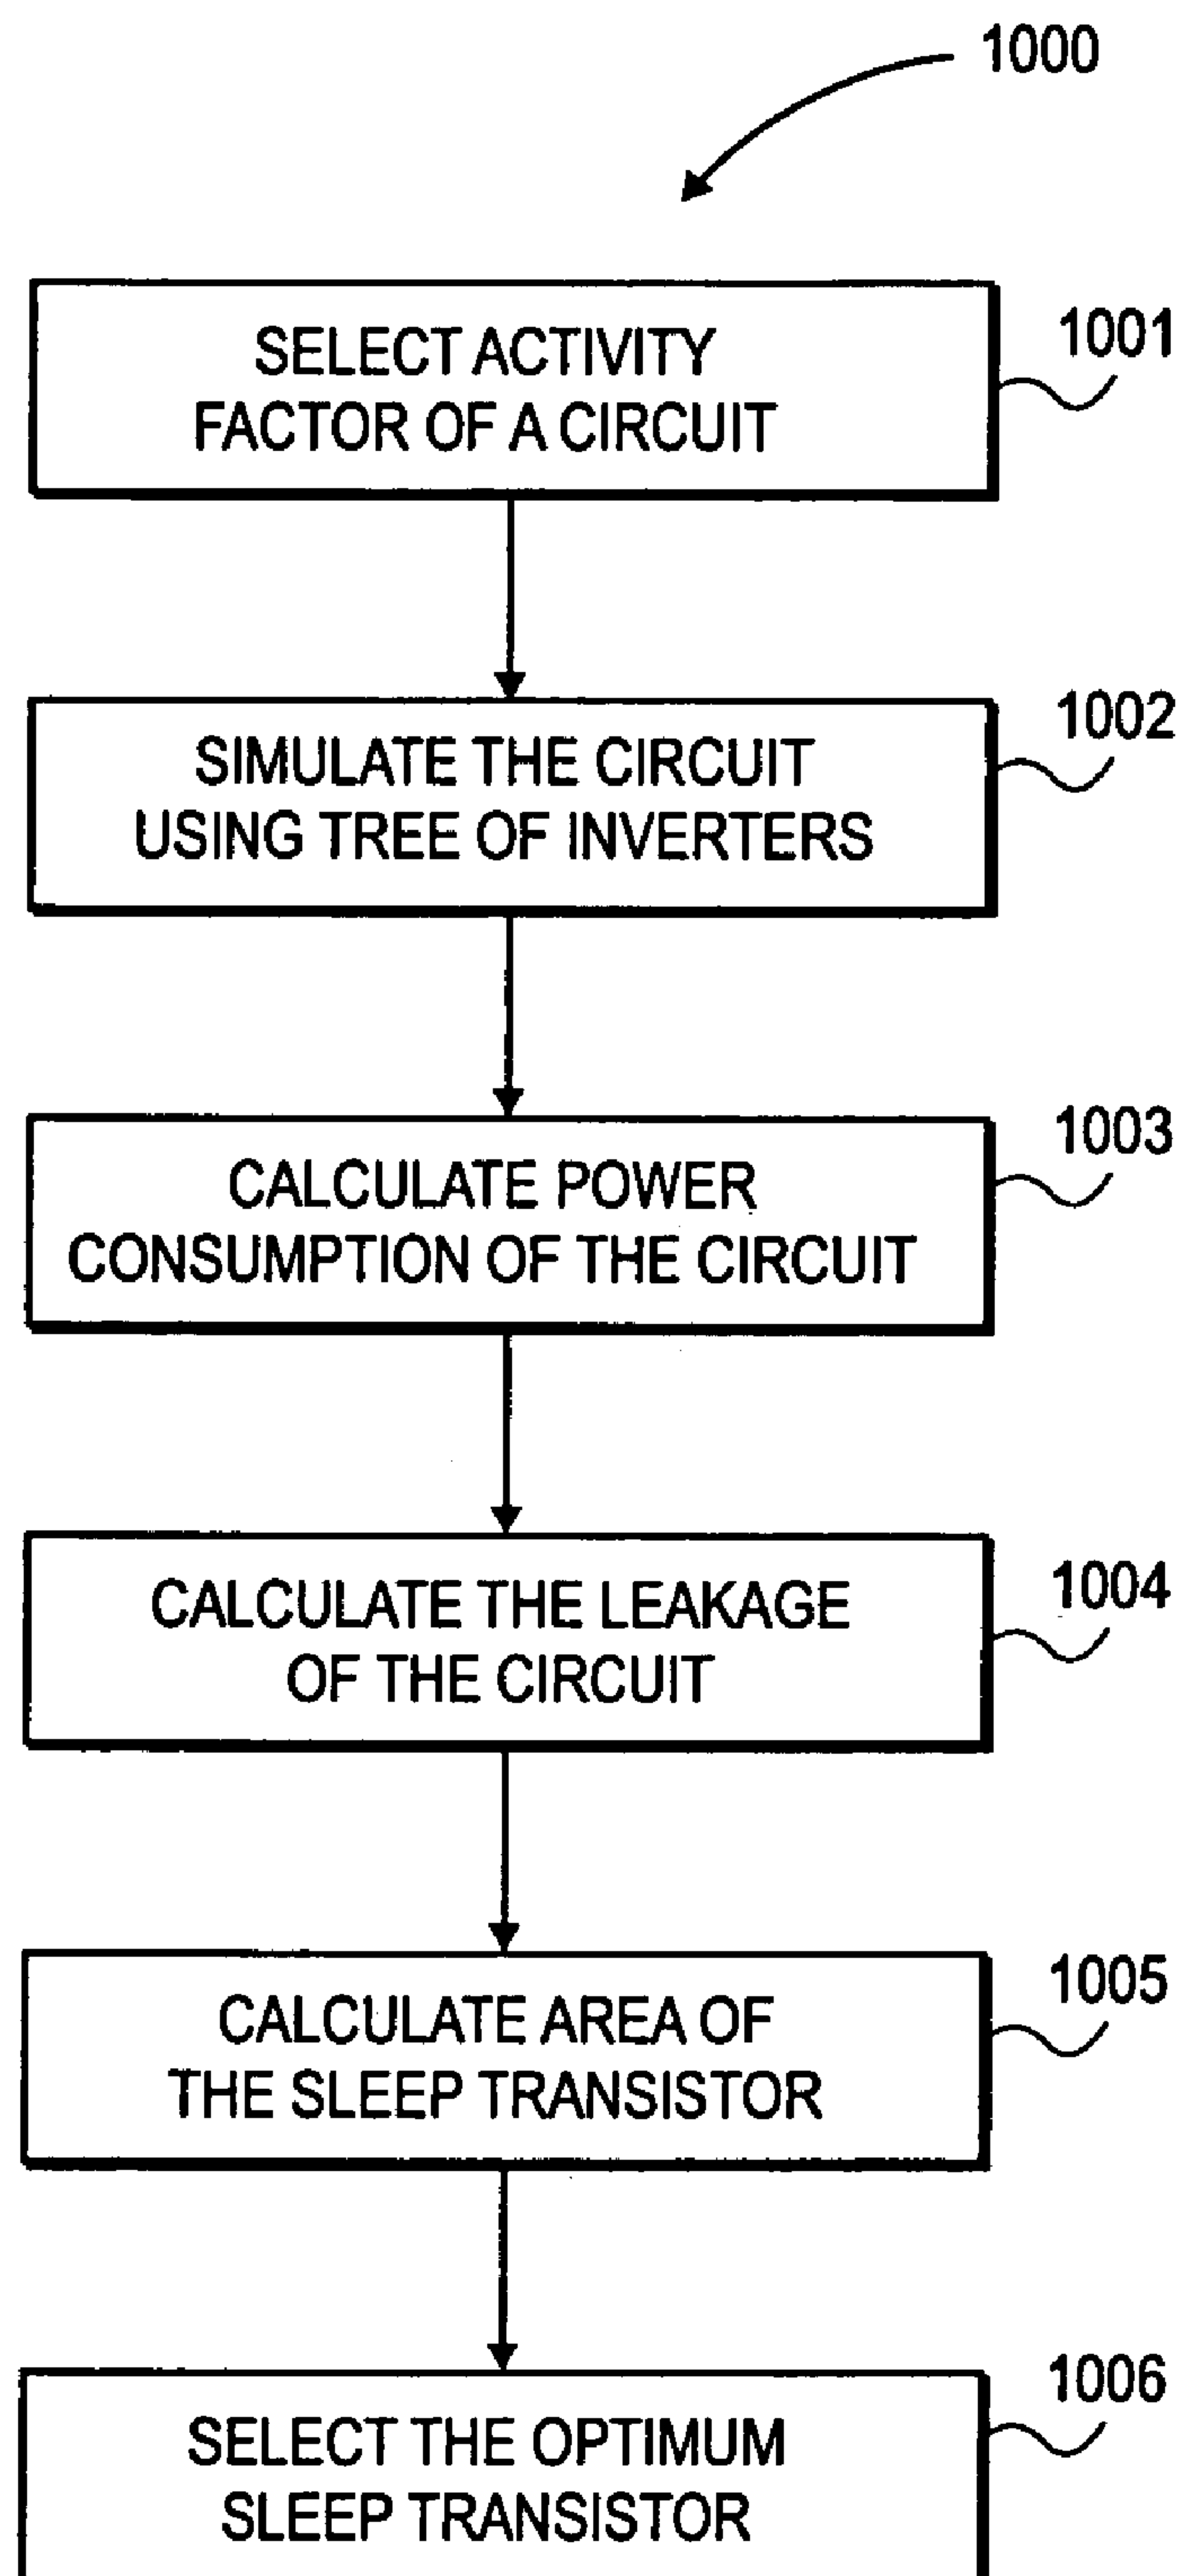 1000
SELECT ACTIVITY
FACTOR OF A CIRCUIT
1001
SIMULATE THE CIRCUIT
USING TREE OF INVERTERS
1002
CALCULATE POWER
CONSUMPTION OF THE CIRCUIT
1003
CALCULATE THE LEAKAGE
OF THE CIRCUIT
1004
CALCULATE AREA OF
THE SLEEP TRANSISTOR
1005
SELECT THE OPTIMUM
SLEEP TRANSISTOR
1006